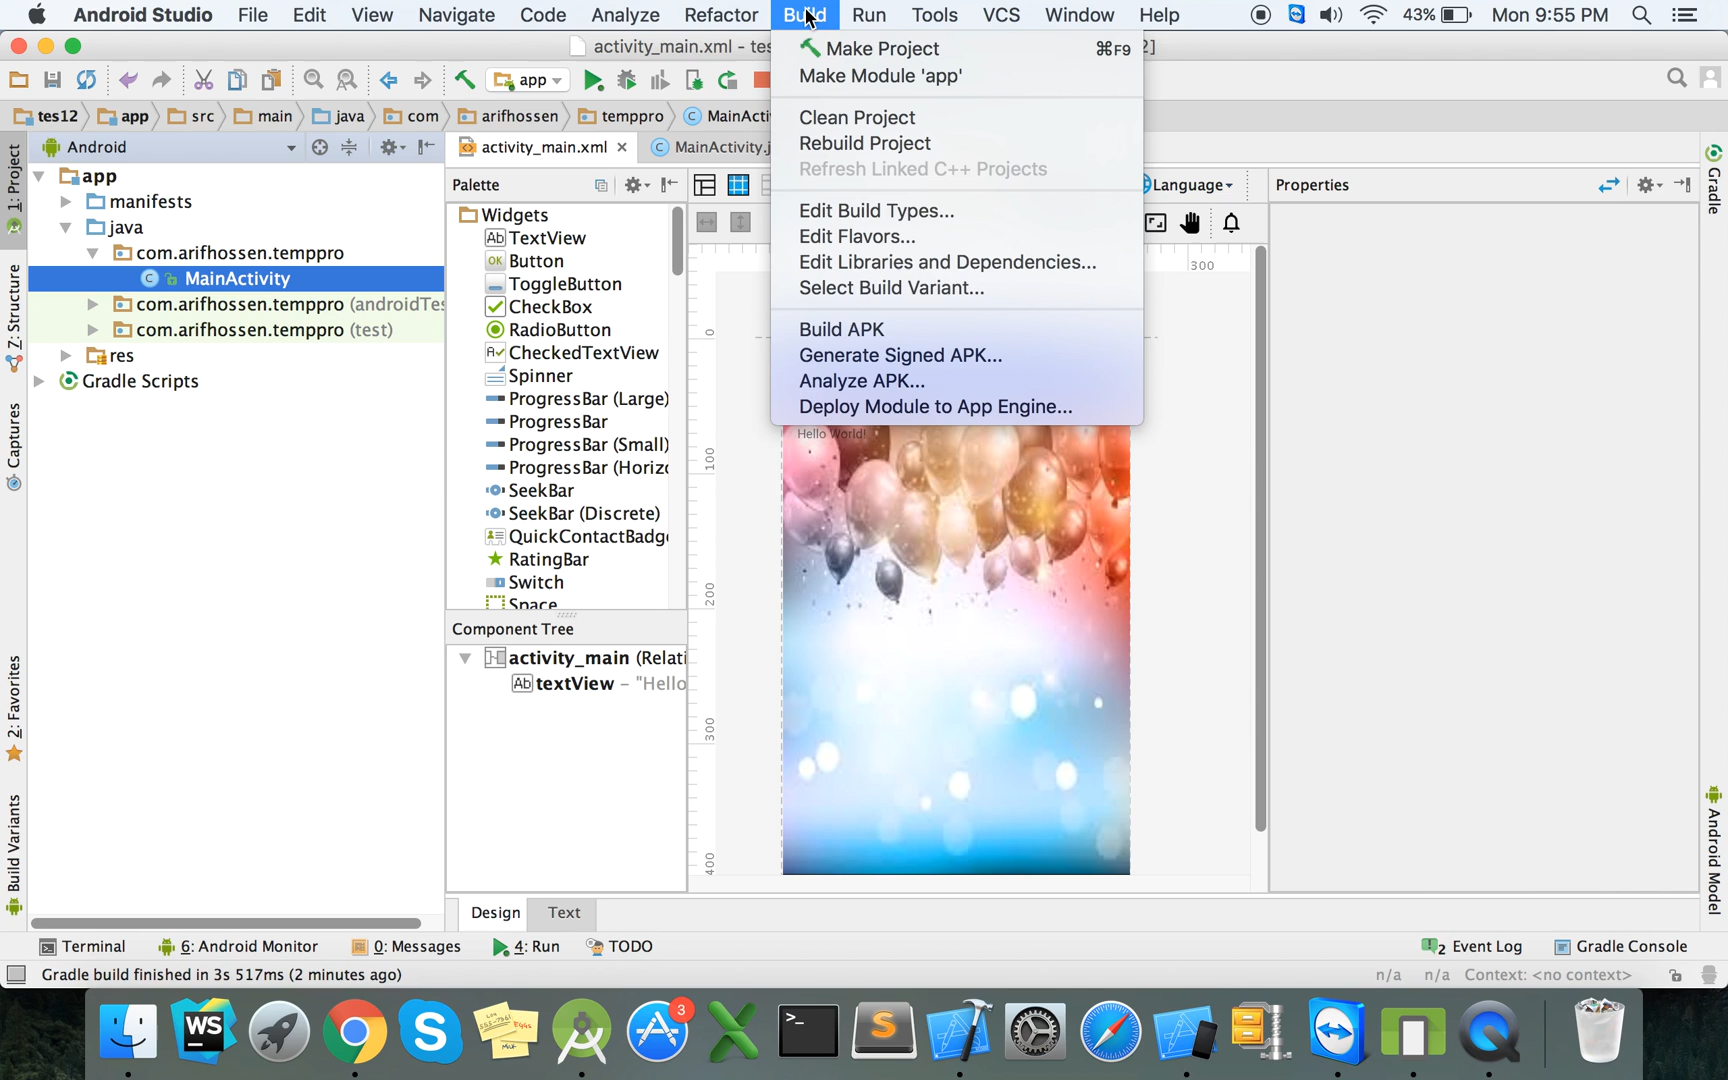 Android Studio File Edit View Navigate Code Analyze Refactor Build Run Tools VCS Window Help 43% Mon 9:55 PM
activity_main.xml - tes 2]
app
tes12 app src main java com arifhossen temppro MainActi
Android
app
manifests
java
com.arifhossen.temppro
MainActivity
com.arifhossen.temppro (androidTes
com.arifhossen.temppro (test)
res
Gradle Scripts
1: Project
Z: Structure
Captures
2: Favorites
Build Variants
activity_main.xml MainActivity.j
Palette
Widgets
Ab TextView
OK Button
ToggleButton
CheckBox
RadioButton
CheckedTextView
Spinner
ProgressBar (Large)
ProgressBar
ProgressBar (Small)
ProgressBar (Horizo
SeekBar
SeekBar (Discrete)
QuickContactBadge
RatingBar
Switch
Space
Component Tree
activity_main (Relati
Ab textView – "Hello
Make Project ⌘F9
Make Module 'app'
Clean Project
Rebuild Project
Refresh Linked C++ Projects
Edit Build Types...
Edit Flavors...
Edit Libraries and Dependencies...
Select Build Variant...
Build APK
Generate Signed APK...
Analyze APK...
Deploy Module to App Engine...
Language
300
0
100
200
300
400
Hello World!
Properties
Gradle
Android Model
Design Text
Terminal 6: Android Monitor 0: Messages 4: Run TODO 2 Event Log Gradle Console
Gradle build finished in 3s 517ms (2 minutes ago) n/a n/a Context: <no context>
WS
3
>_
S